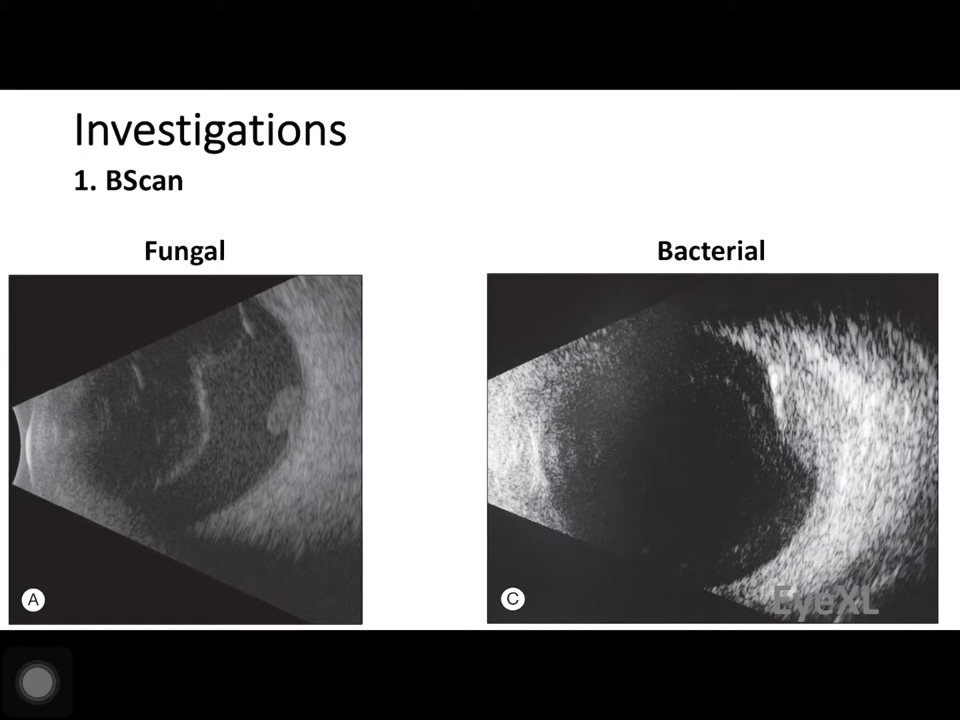 Investigations
1. BScan
Fungal
Bacterial
A
C
EyeXL